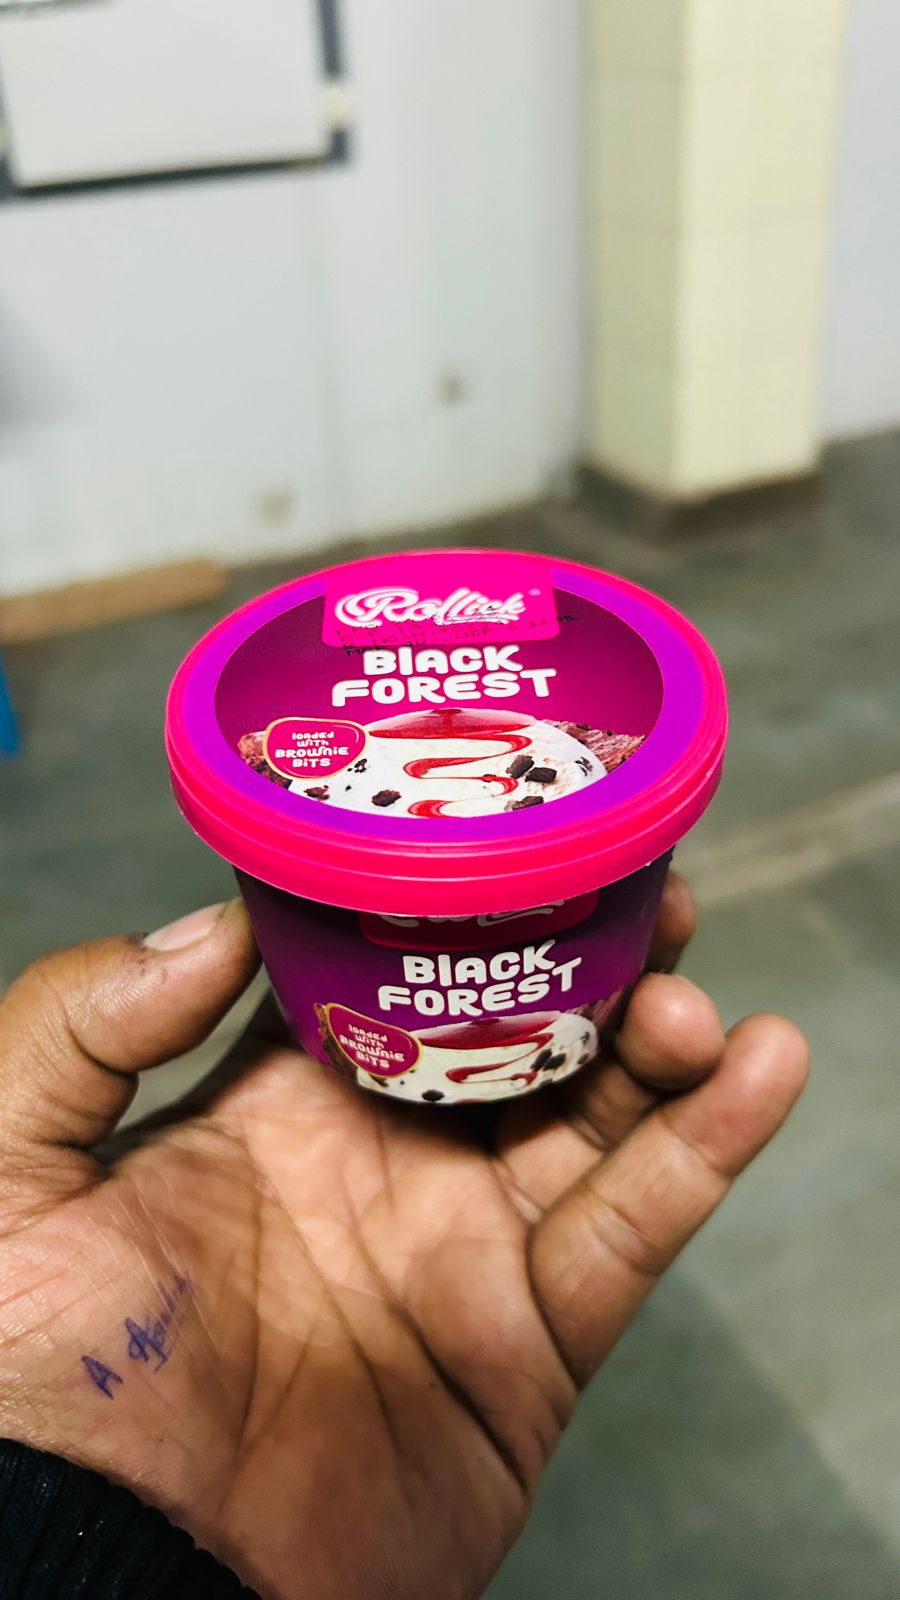 Rollick
BlACK
FOREST
loaded
with
BROWNiE
BiTS
BlACK
FOREST
loaded
with
BROWNiE
BiTS
A